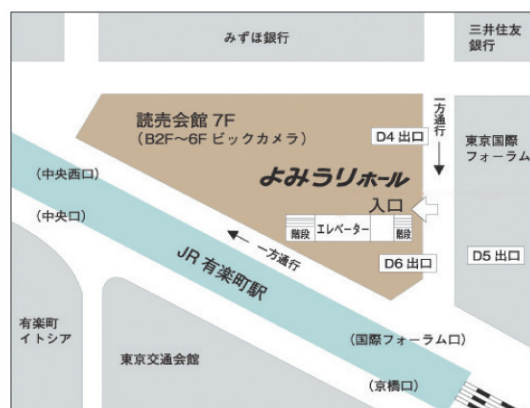 みずほ銀行
三井住友
銀行
読売会館 7F
(B2F～6F ビックカメラ)
D4 出口
一方通行
東京国際
フォーラム
よみうりホール
入口
階段
エレベーター
階段
(中央西口)
(中央口)
一方通行
JR 有楽町駅
D6 出口
D5 出口
有楽町
イトシア
東京交通会館
(国際フォーラム口)
(京橋口)